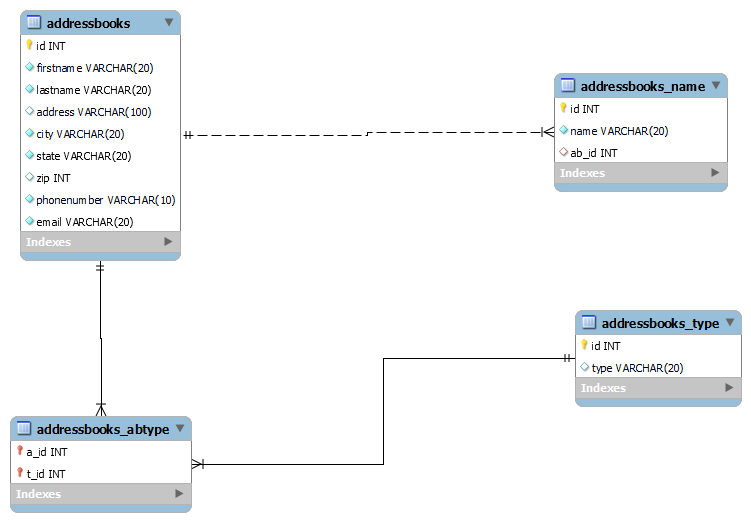 addressbooks
id INT
firstname VARCHAR(20)
lastname VARCHAR(20)
address VARCHAR(100)
city VARCHAR(20)
state VARCHAR(20)
zip INT
phonenumber VARCHAR(10)
email VARCHAR(20)
Indexes
addressbooks_name
id INT
name VARCHAR(20)
ab_id INT
Indexes
addressbooks_type
id INT
type VARCHAR(20)
Indexes
addressbooks_abtype
a_id INT
t_id INT
Indexes